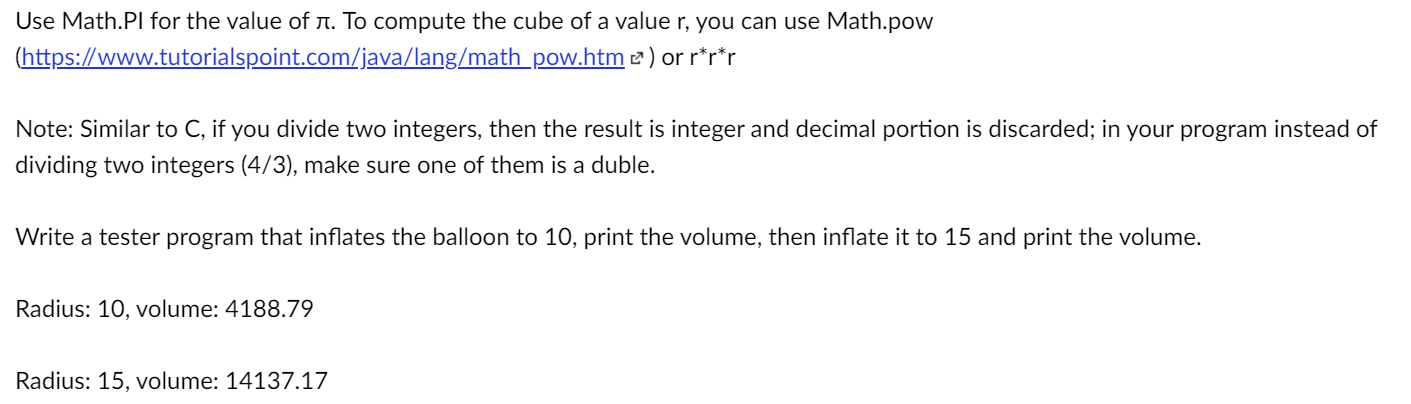 Use Math.PI for the value of π. To compute the cube of a value r, you can use Math.pow
(https://www.tutorialspoint.com/java/lang/math_pow.htm) or r*r*r
Note: Similar to C, if you divide two integers, then the result is integer and decimal portion is discarded; in your program instead of
dividing two integers (4/3), make sure one of them is a duble.
Write a tester program that inflates the balloon to 10, print the volume, then inflate it to 15 and print the volume.
Radius: 10, volume: 4188.79
Radius: 15, volume: 14137.17